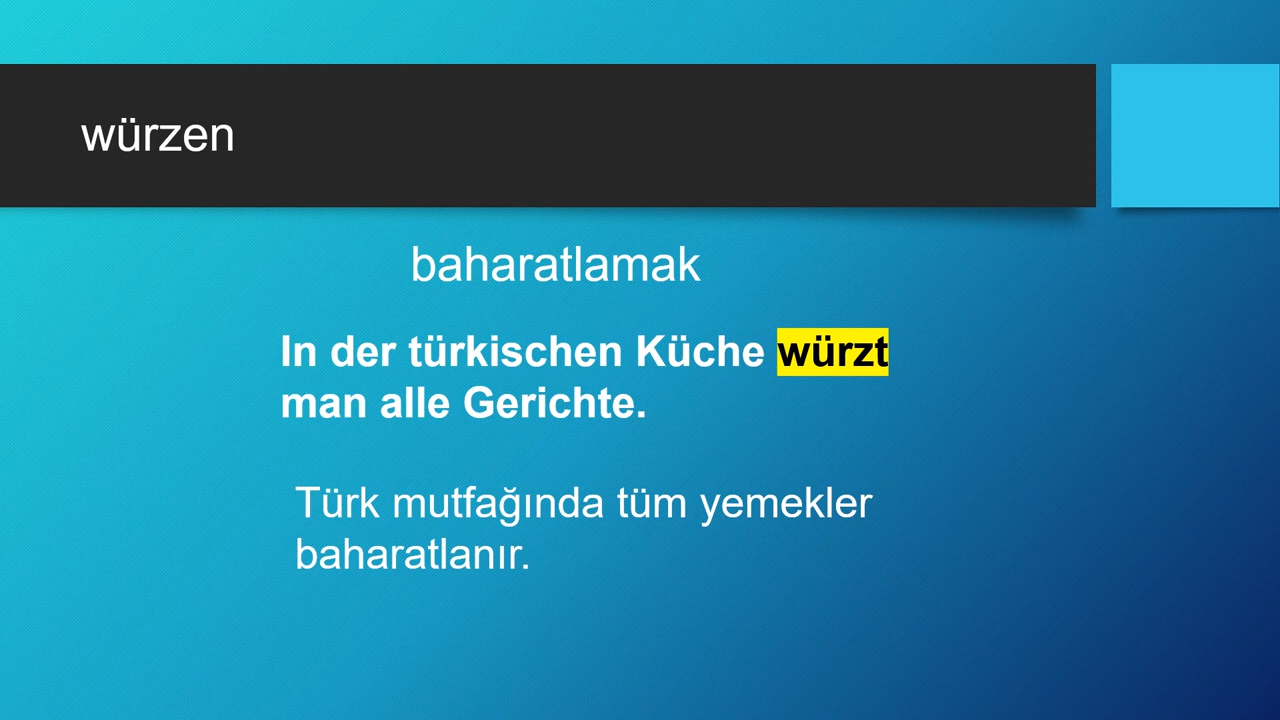 würzen
baharatlamak
In der türkischen Küche würzt
man alle Gerichte.
Türk mutfağında tüm yemekler
baharatlanır.